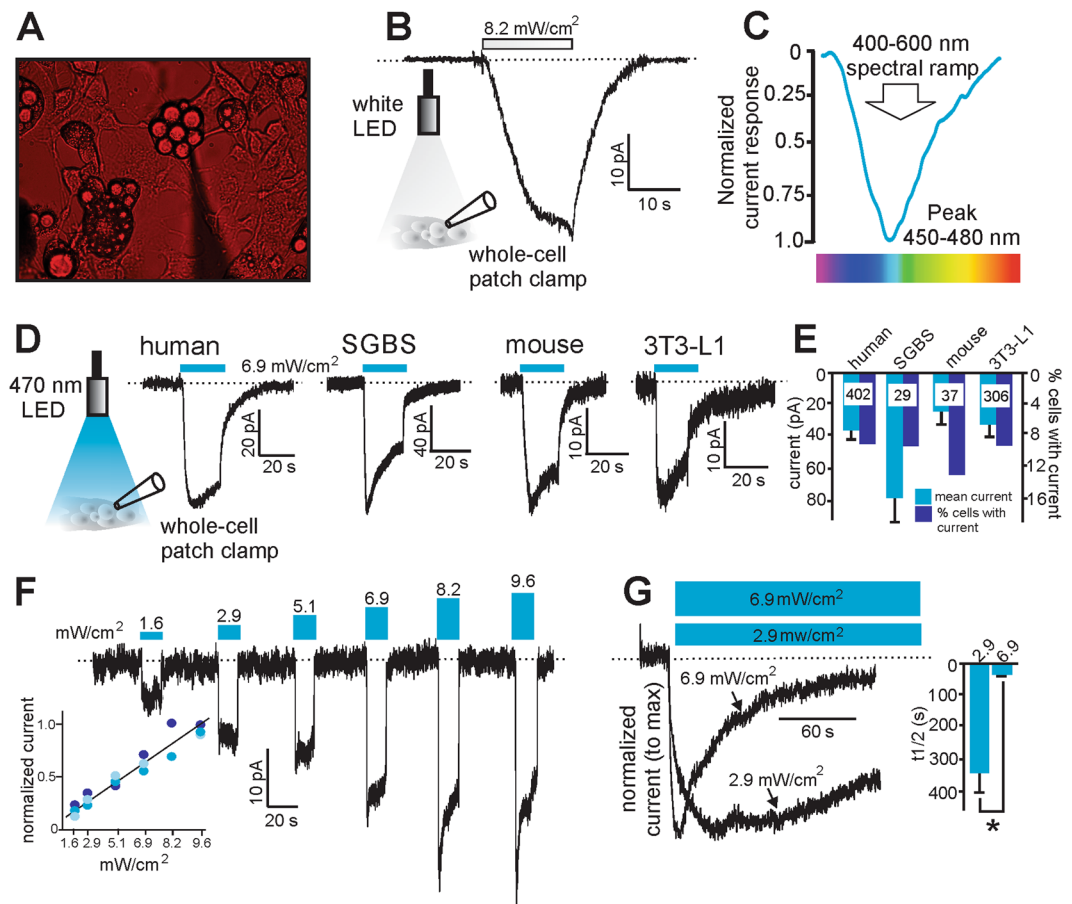 A
B
8.2 mW/cm2
white
LED
10 pA
10 s
whole-cell
patch clamp
C
400-600 nm
spectral ramp
Normalized
current response
0
0.25
0.5
0.75
1.0
Peak
450-480 nm
D
470 nm
LED
whole-cell
patch clamp
human
6.9 mW/cm2
20 pA
20 s
SGBS
40 pA
20 s
mouse
10 pA
20 s
3T3-L1
10 pA
20 s
E
human
SGBS
mouse
3T3-L1
current (pA)
0
20
40
60
80
402
29
37
306
0
4
8
12
16
% cells with current
mean current
% cells with
current
F
mW/cm2
1.6
2.9
5.1
6.9
8.2
9.6
10 pA
20 s
normalized current
1.0
0.5
0
1.6 2.9 5.1 6.9 8.2 9.6
mW/cm2
G
6.9 mW/cm2
2.9 mw/cm2
normalized
current (to max)
6.9 mW/cm2
60 s
2.9 mW/cm2
2.9
6.9
t1/2 (s)
0
100
200
300
400
*